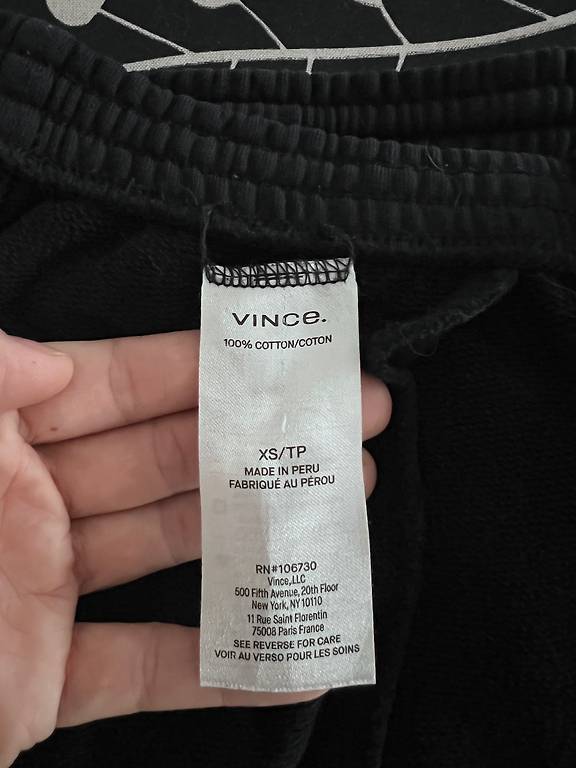 VINCE.
100% COTTON/COTON
XS/TP
MADE IN PERU
FABRIQUÉ AU PÉROU
RN#106730
Vince,LLC
500 Fifth Avenue, 20th Floor
New York, NY 10110
11 Rue Saint Florentin
75008 Paris France
SEE REVERSE FOR CARE
VOIR AU VERSO POUR LES SOINS